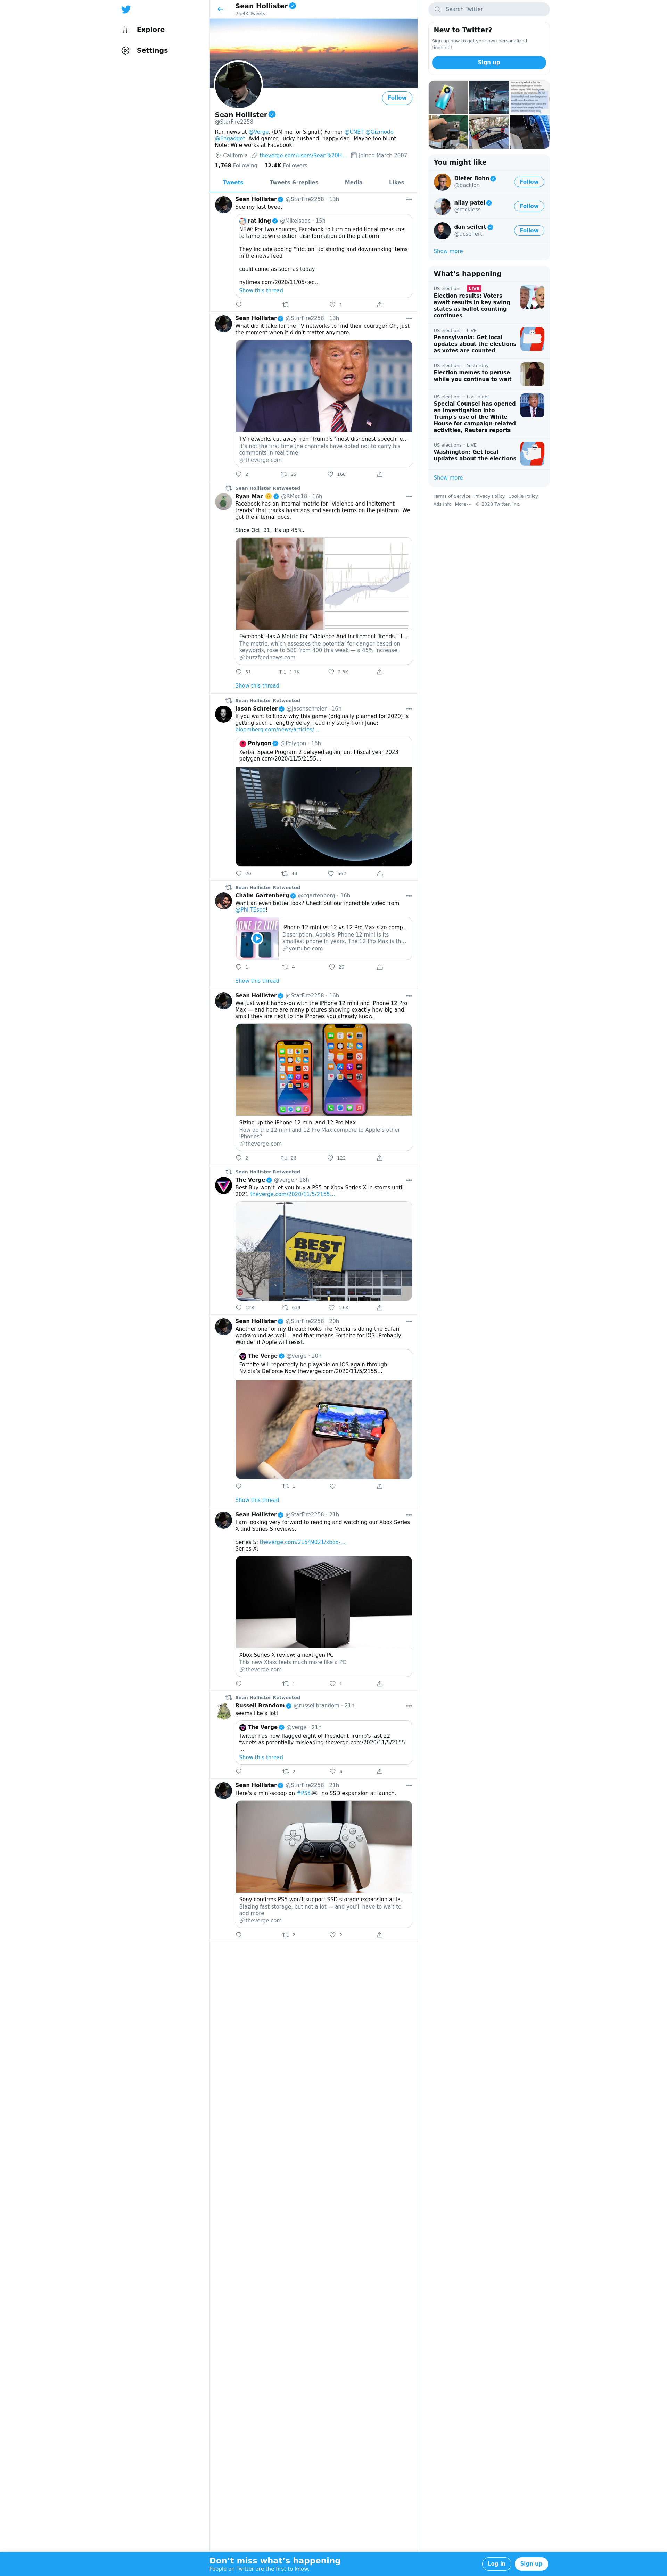 Explore
Settings
Sean Hollister
25.4K Tweets
Follow
Sean Hollister
@StarFire2258
Run news at @Verge. (DM me for Signal.) Former @CNET @Gizmodo
@Engadget. Avid gamer, lucky husband, happy dad! Maybe too blunt.
Note: Wife works at Facebook.
California theverge.com/users/Sean%20H… Joined March 2007
1,768 Following 12.4K Followers
Tweets Tweets & replies Media Likes
Sean Hollister @StarFire2258 · 13h
See my last tweet
rat king @MikeIsaac · 15h
NEW: Per two sources, Facebook to turn on additional measures
to tamp down election disinformation on the platform
They include adding "friction" to sharing and downranking items
in the news feed
could come as soon as today
nytimes.com/2020/11/05/tec…
Show this thread
1
Sean Hollister @StarFire2258 · 13h
What did it take for the TV networks to find their courage? Oh, just
the moment when it didn't matter anymore.
TV networks cut away from Trump's 'most dishonest speech' e…
It's not the first time the channels have opted not to carry his
comments in real time
theverge.com
2 25 168
Sean Hollister Retweeted
Ryan Mac @RMac18 · 16h
Facebook has an internal metric for "violence and incitement
trends" that tracks hashtags and search terms on the platform. We
got the internal docs.
Since Oct. 31, it's up 45%.
Facebook Has A Metric For "Violence And Incitement Trends." I…
The metric, which assesses the potential for danger based on
keywords, rose to 580 from 400 this week — a 45% increase.
buzzfeednews.com
51 1.1K 2.3K
Show this thread
Sean Hollister Retweeted
Jason Schreier @jasonschreier · 16h
If you want to know why this game (originally planned for 2020) is
getting such a lengthy delay, read my story from June:
bloomberg.com/news/articles/…
Polygon @Polygon · 16h
Kerbal Space Program 2 delayed again, until fiscal year 2023
polygon.com/2020/11/5/2155…
20 49 562
Sean Hollister Retweeted
Chaim Gartenberg @cgartenberg · 16h
Want an even better look? Check out our incredible video from
@PhilTEspo!
iPhone 12 mini vs 12 vs 12 Pro Max size comp…
Description: Apple's iPhone 12 mini is its
smallest phone in years. The 12 Pro Max is th…
youtube.com
1 4 29
Show this thread
Sean Hollister @StarFire2258 · 16h
We just went hands-on with the iPhone 12 mini and iPhone 12 Pro
Max — and here are many pictures showing exactly how big and
small they are next to the iPhones you already know.
Sizing up the iPhone 12 mini and 12 Pro Max
How do the 12 mini and 12 Pro Max compare to Apple's other
iPhones?
theverge.com
2 26 122
Sean Hollister Retweeted
The Verge @verge · 18h
Best Buy won't let you buy a PS5 or Xbox Series X in stores until
2021 theverge.com/2020/11/5/2155…
BEST
BUY
128 639 1.6K
Sean Hollister @StarFire2258 · 20h
Another one for my thread: looks like Nvidia is doing the Safari
workaround as well... and that means Fortnite for iOS! Probably.
Wonder if Apple will resist.
The Verge @verge · 20h
Fortnite will reportedly be playable on iOS again through
Nvidia's GeForce Now theverge.com/2020/11/5/2155…
1
Show this thread
Sean Hollister @StarFire2258 · 21h
I am looking very forward to reading and watching our Xbox Series
X and Series S reviews.
Series S: theverge.com/21549021/xbox-…
Series X:
Xbox Series X review: a next-gen PC
This new Xbox feels much more like a PC.
theverge.com
1 1
Sean Hollister Retweeted
Russell Brandom @russellbrandom · 21h
seems like a lot!
The Verge @verge · 21h
Twitter has now flagged eight of President Trump's last 22
tweets as potentially misleading theverge.com/2020/11/5/2155
…
Show this thread
2 6
Sean Hollister @StarFire2258 · 21h
Here's a mini-scoop on #PS5: no SSD expansion at launch.
Sony confirms PS5 won't support SSD storage expansion at la…
Blazing fast storage, but not a lot — and you'll have to wait to
add more
theverge.com
2 2
Search Twitter
New to Twitter?
Sign up now to get your own personalized
timeline!
Sign up
You might like
Dieter Bohn
@backlon
Follow
nilay patel
@reckless
Follow
dan seifert
@dcseifert
Follow
Show more
What's happening
US elections · LIVE
Election results: Voters
await results in key swing
states as ballot counting
continues
US elections · LIVE
Pennsylvania: Get local
updates about the elections
as votes are counted
US elections · Yesterday
Election memes to peruse
while you continue to wait
US elections · Last night
Special Counsel has opened
an investigation into
Trump's use of the White
House for campaign-related
activities, Reuters reports
US elections · LIVE
Washington: Get local
updates about the elections
Show more
Terms of Service Privacy Policy Cookie Policy
Ads info More © 2020 Twitter, Inc.
Don't miss what's happening
People on Twitter are the first to know.
Log in
Sign up